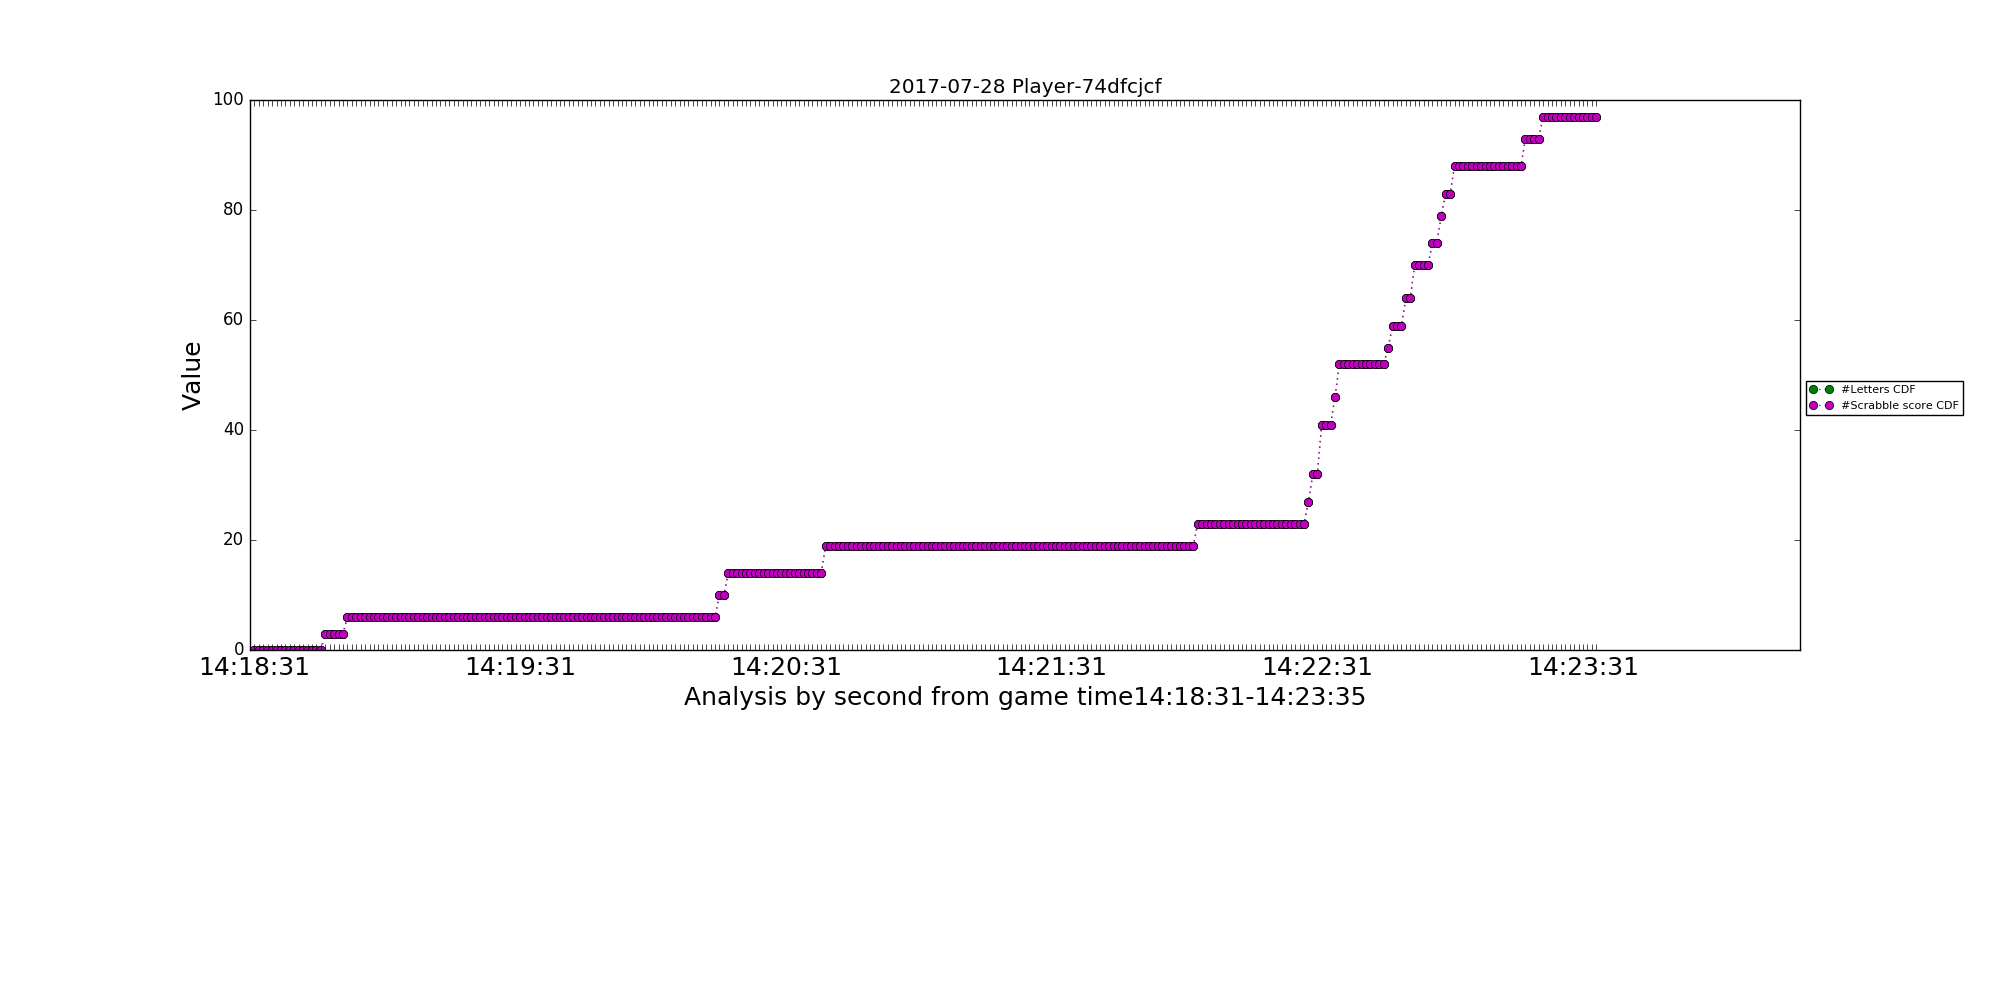 2017-07-28 Player-74dfcjcf
100
80
60
40
20
0
Value
14:18:31 14:19:31 14:20:31 14:21:31 14:22:31 14:23:31
Analysis by second from game time14:18:31-14:23:35
#Letters CDF
#Scrabble score CDF